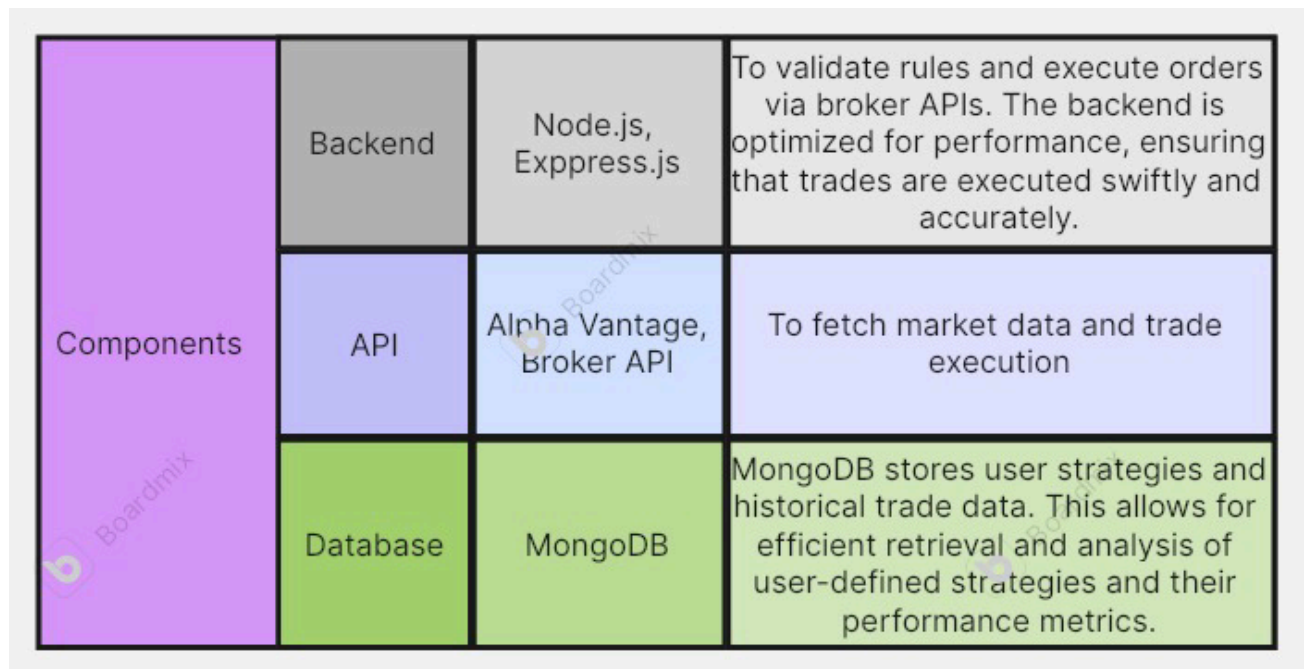 Components
Backend
Node.js,
Exppress.js
To validate rules and execute orders
via broker APIs. The backend is
optimized for performance, ensuring
that trades are executed swiftly and
accurately.
API
Alpha Vantage,
Broker API
To fetch market data and trade
execution
Database
MongoDB
MongoDB stores user strategies and
historical trade data. This allows for
efficient retrieval and analysis of
user-defined strategies and their
performance metrics.
Boardmix
Boardmix
Boardmix